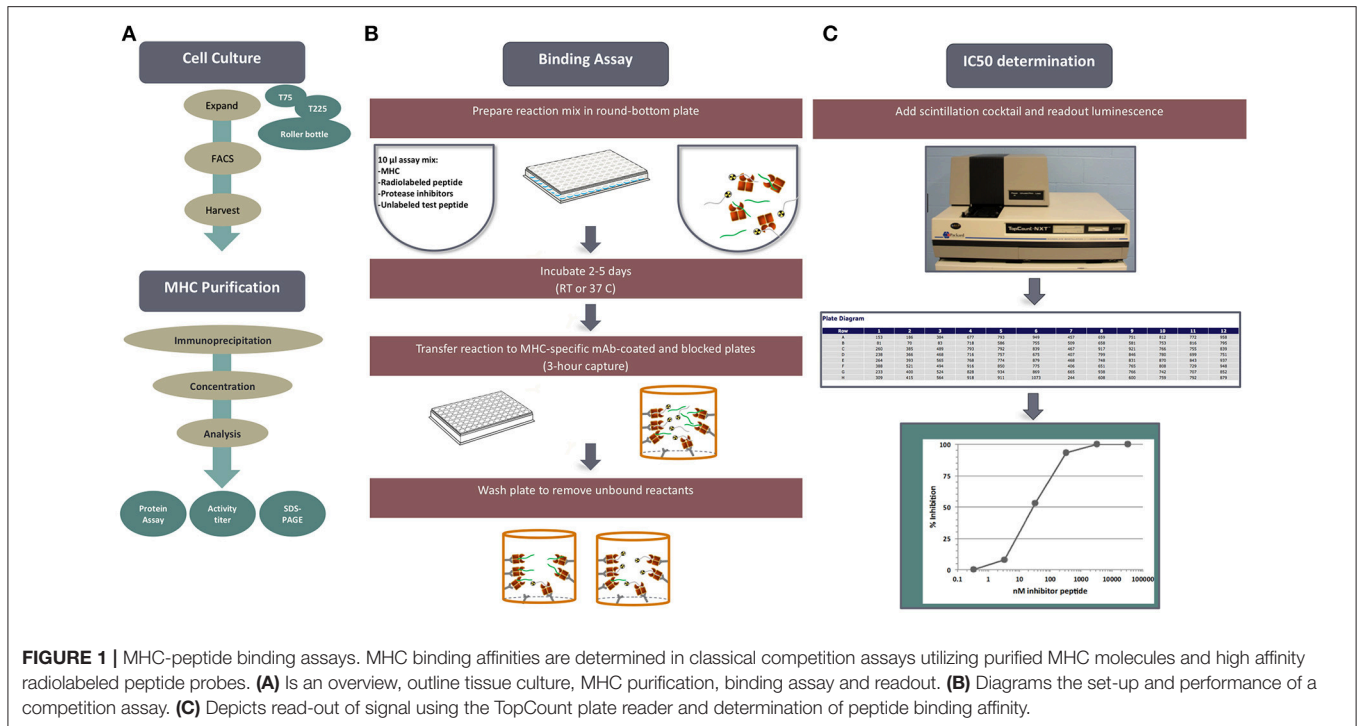 A
Cell Culture
Expand
T75
T225
Roller bottle
FACS
Harvest
MHC Purification
Immunoprecipitation
Concentration
Analysis
Protein
Assay
Activity
titer
SDS-
PAGE
B
Binding Assay
Prepare reaction mix in round-bottom plate
10 µl assay mix:
-MHC
-Radiolabeled peptide
-Protease inhibitors
-Unlabeled test peptide
Incubate 2-5 days
(RT or 37 C)
Transfer reaction to MHC-specific mAb-coated and blocked plates
(3-hour capture)
Wash plate to remove unbound reactants
C
IC50 determination
Add scintillation cocktail and readout luminescence
Packard
TopCount·NXT
Plate Diagram
Row 1 2 3 4 5 6 7 8 9 10 11 12
A
B
C
D
E
F
G
H
% Inhibition
100
75
50
25
0
0.1 1 10 100 1000 10000 100000
nM inhibitor peptide
FIGURE 1 | MHC-peptide binding assays. MHC binding affinities are determined in classical competition assays utilizing purified MHC molecules and high affinity
radiolabeled peptide probes. (A) Is an overview, outline tissue culture, MHC purification, binding assay and readout. (B) Diagrams the set-up and performance of a
competition assay. (C) Depicts read-out of signal using the TopCount plate reader and determination of peptide binding affinity.